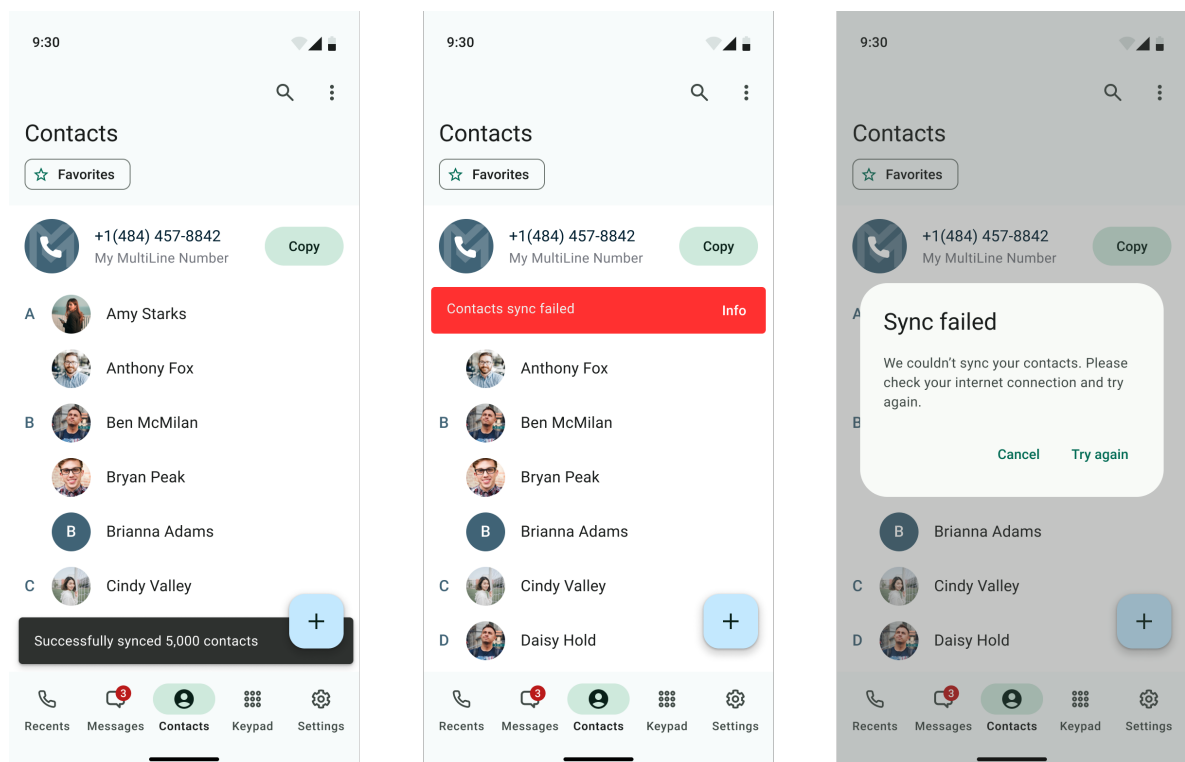 9:30
Contacts
Favorites
+1(484) 457-8842
My MultiLine Number
Copy
A
Amy Starks
Anthony Fox
B
Ben McMilan
Bryan Peak
B
Brianna Adams
C
Cindy Valley
+
Successfully synced 5,000 contacts
3
Recents
Messages
Contacts
Keypad
Settings
9:30
Contacts
Favorites
+1(484) 457-8842
My MultiLine Number
Copy
Contacts sync failed
Info
Anthony Fox
B
Ben McMilan
Bryan Peak
B
Brianna Adams
C
Cindy Valley
D
Daisy Hold
+
3
Recents
Messages
Contacts
Keypad
Settings
9:30
Contacts
Favorites
+1(484) 457-8842
My MultiLine Number
Copy
A
Sync failed
We couldn’t sync your contacts. Please
check your internet connection and try
again.
B
Cancel
Try again
B
Brianna Adams
C
Cindy Valley
D
Daisy Hold
+
3
Recents
Messages
Contacts
Keypad
Settings